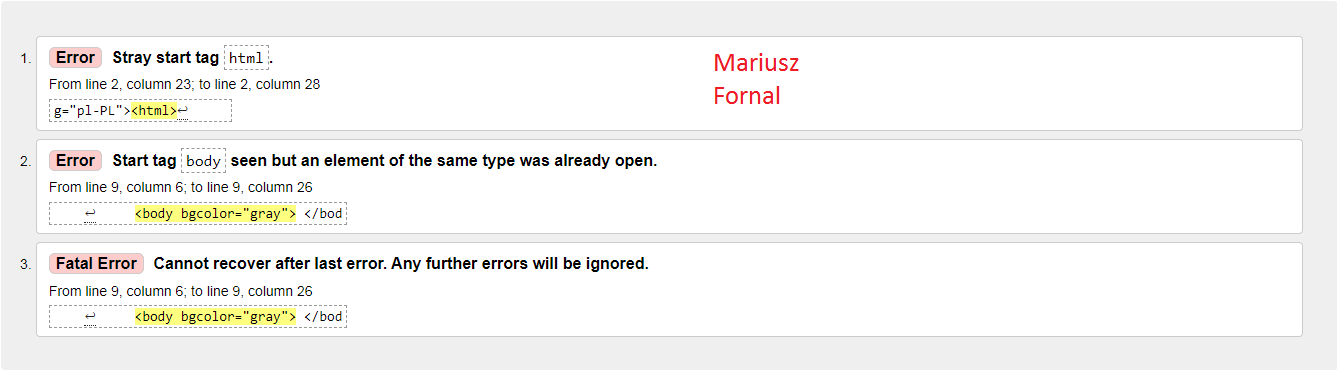 1. Error Stray start tag html.
Mariusz
Fornal
From line 2, column 23; to line 2, column 28
g="pl-PL"><html>↩
2. Error Start tag body seen but an element of the same type was already open.
From line 9, column 6; to line 9, column 26
↩ <body bgcolor="gray"> </bod
3. Fatal Error Cannot recover after last error. Any further errors will be ignored.
From line 9, column 6; to line 9, column 26
↩ <body bgcolor="gray"> </bod